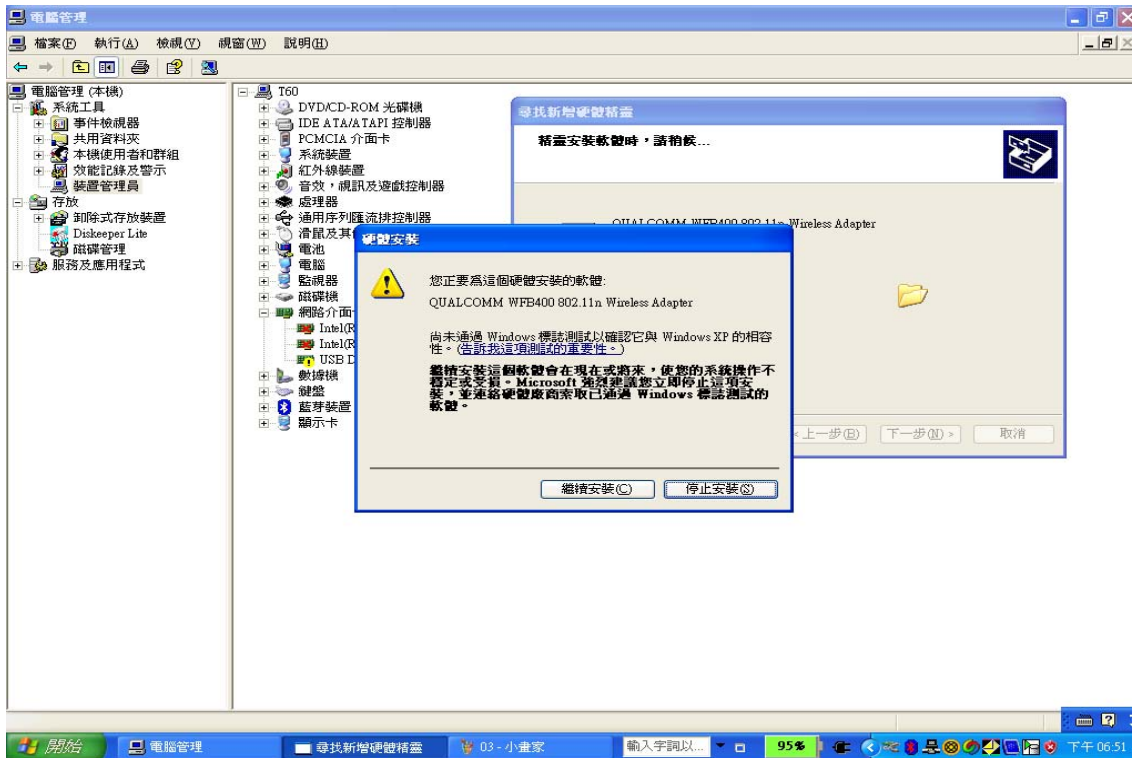 電腦管理
檔案(F) 執行(A) 檢視(V) 視窗(W) 說明(H)
電腦管理 (本機)
系統工具
事件檢視器
共用資料夾
本機使用者和群組
效能記錄及警示
裝置管理員
存放
卸除式存放裝置
Diskeeper Lite
磁碟管理
服務及應用程式
T60
DVD/CD-ROM 光碟機
IDE ATA/ATAPI 控制器
PCMCIA 介面卡
系統裝置
紅外線裝置
音效，視訊及遊戲控制器
處理器
通用序列匯流排控制器
滑鼠及其
電池
電腦
監視器
磁碟機
網路介面
Intel(R
Intel(R
USB D
數據機
鍵盤
藍芽裝置
顯示卡
尋找新增硬體精靈
精靈安裝軟體時，請稍候...
QUALCOMM WFB400 802.11n Wireless Adapter
上一步(B) 下一步(N) > 取消
硬體安裝
您正要為這個硬體安裝的軟體:
QUALCOMM WFB400 802.11n Wireless Adapter
尚未通過 Windows 標誌測試以確認它與 Windows XP 的相容
性。(告訴我這項測試的重要性。)
繼續安裝這個軟體會在現在或將來，使您的系統操作不
穩定或受損。Microsoft 強烈建議您立即停止這項安
裝，並連絡硬體廠商索取已通過 Windows 標誌測試的
軟體。
繼續安裝(C) 停止安裝(S)
開始 電腦管理 尋找新增硬體精靈 03 - 小畫家 輸入字詞以... 95% 下午 06:51